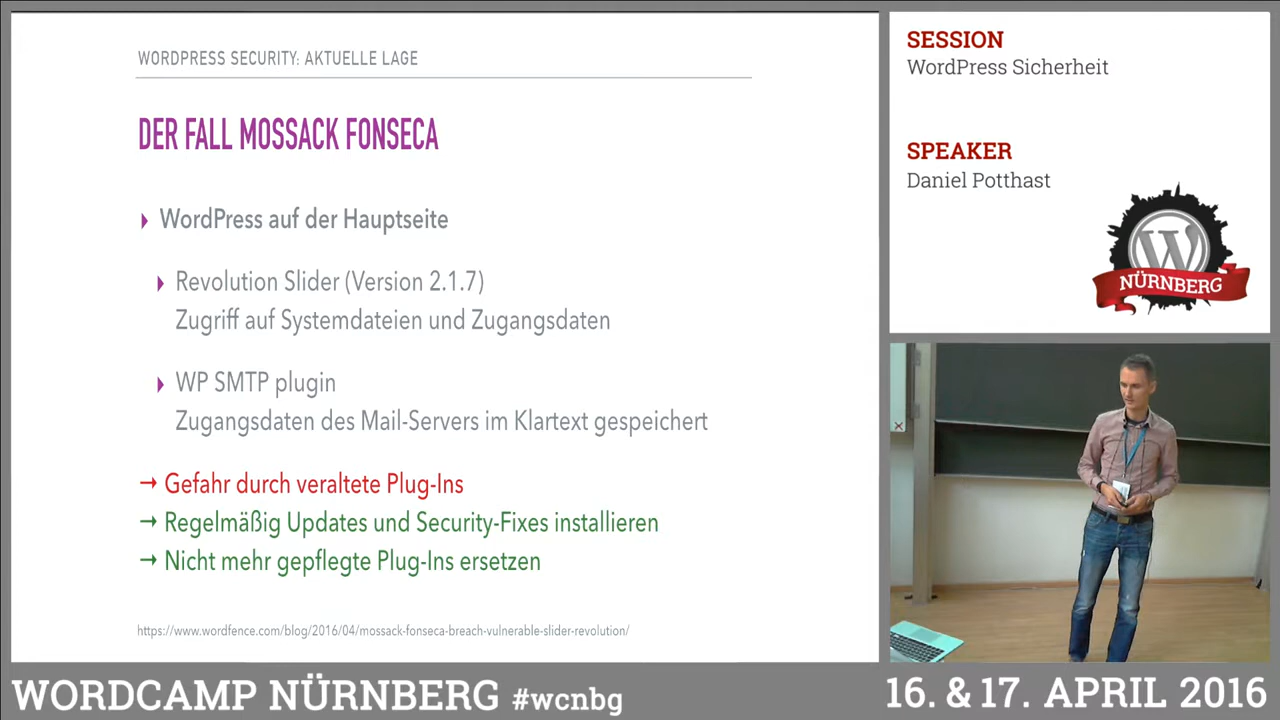 WORDPRESS SECURITY: AKTUELLE LAGE
DER FALL MOSSACK FONSECA
WordPress auf der Hauptseite
Revolution Slider (Version 2.1.7)
Zugriff auf Systemdateien und Zugangsdaten
WP SMTP plugin
Zugangsdaten des Mail-Servers im Klartext gespeichert
→ Gefahr durch veraltete Plug-Ins
→ Regelmäßig Updates und Security-Fixes installieren
→ Nicht mehr gepflegte Plug-Ins ersetzen
https://www.wordfence.com/blog/2016/04/mossack-fonseca-breach-vulnerable-slider-revolution/
SESSION
WordPress Sicherheit
SPEAKER
Daniel Potthast
W
NÜRNBERG
WORDCAMP NÜRNBERG #wcnbg
16. & 17. APRIL 2016